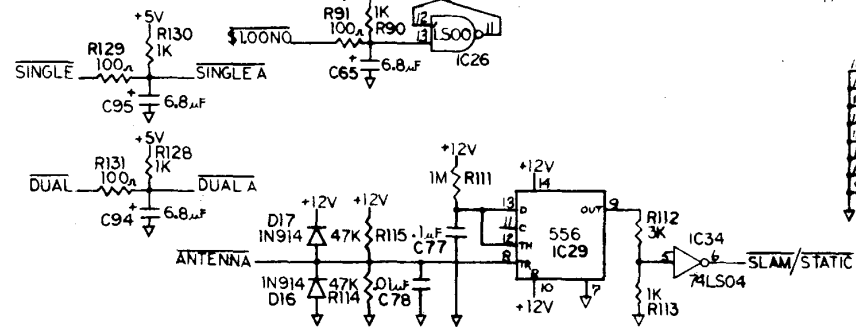 +5V
R130
1K
R129
100Ω
SINGLE
SINGLE A
+
C95
6.8µF
R91
100Ω
1K
R90
$1.00NO
12
13
LS00
11
IC26
+
C65
6.8µF
+5V
R128
1K
R131
100Ω
DUAL
DUAL A
+
C94
6.8µF
+12V
+12V
D17
1N914
47K
R115
ANTENNA
1N914
D16
47K
R114
.01µF
C78
+12V
1M
R111
.1µF
C77
+12V
14
13
D
11
C
12
TH
8
TR
OUT
9
556
IC29
R
10
+12V
7
R112
3K
IC34
5
6
74LS04
SLAM/STATIC
1K
R113